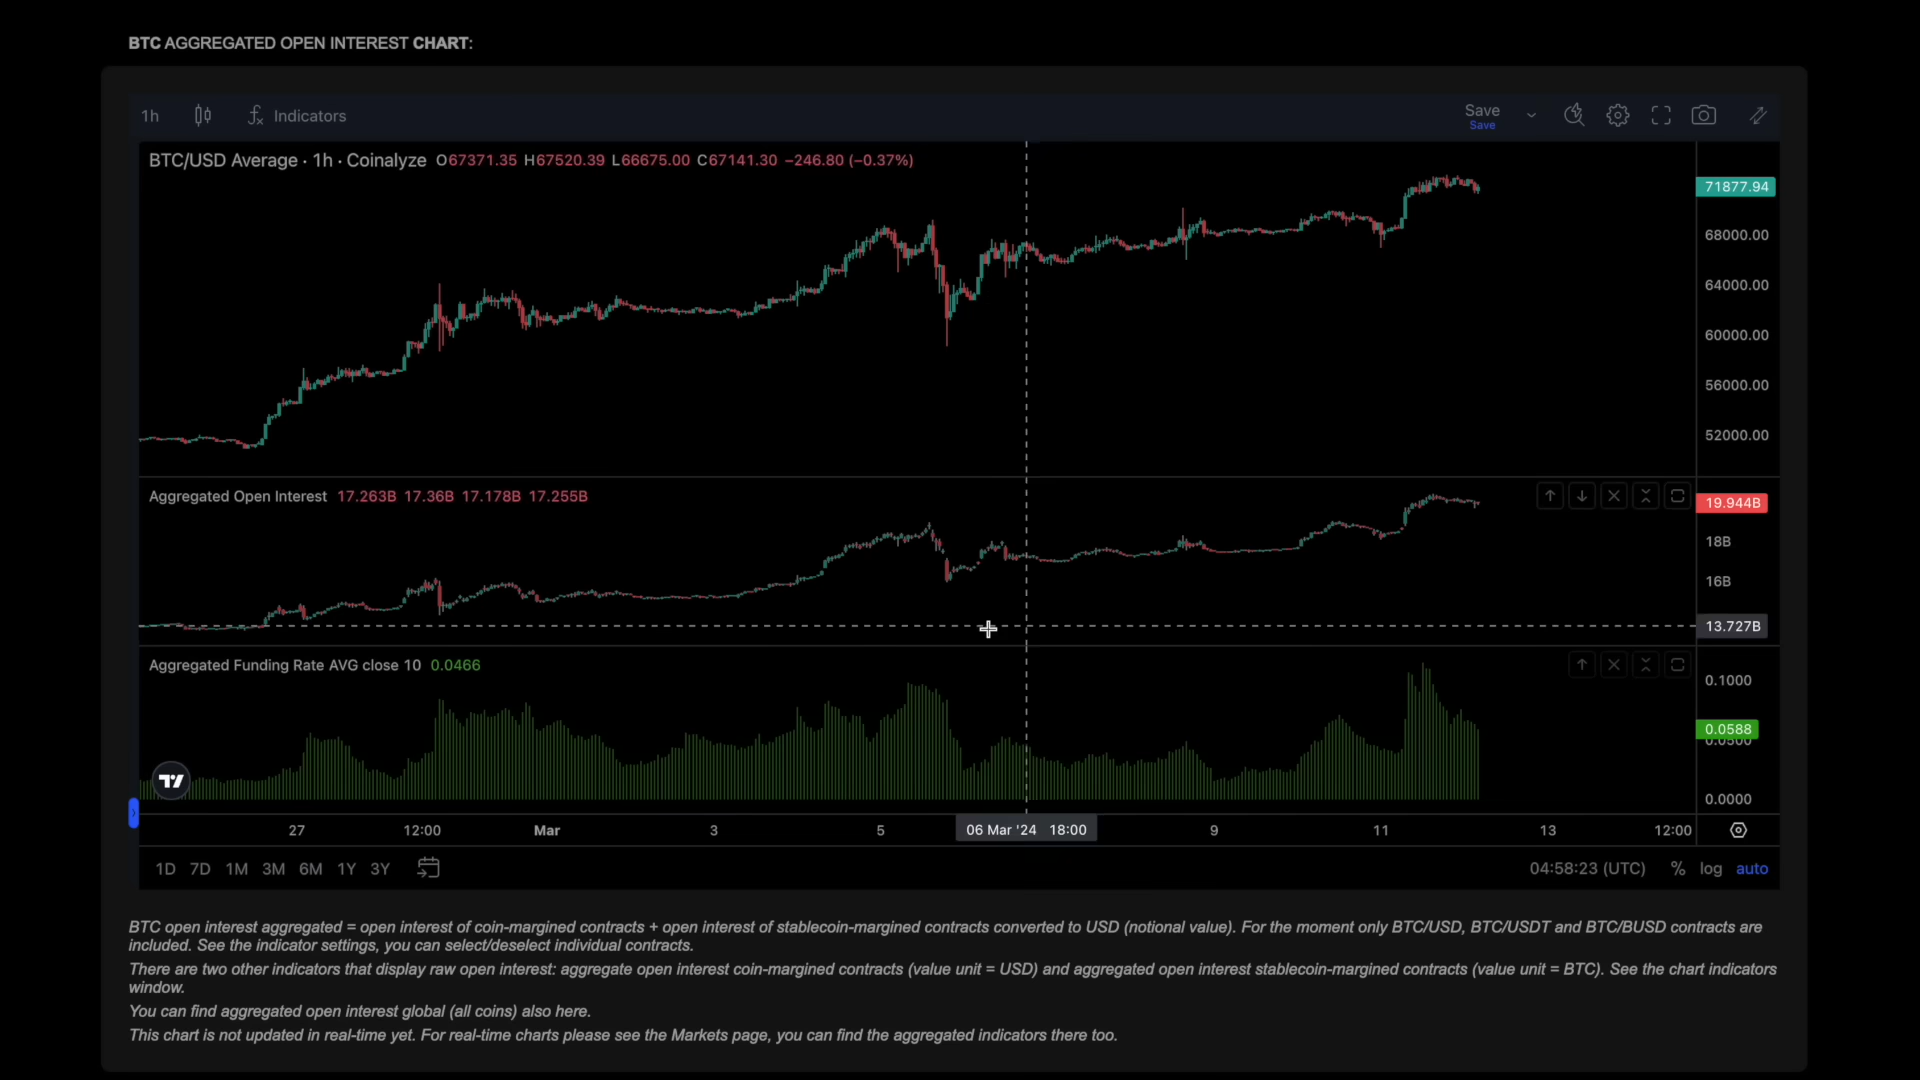 BTC AGGREGATED OPEN INTEREST CHART:
1h Indicators Save
Save
BTC/USD Average · 1h · Coinalyze O67371.35 H67520.39 L66675.00 C67141.30 −246.80 (−0.37%)
71877.94
68000.00
64000.00
60000.00
56000.00
52000.00
Aggregated Open Interest 17.263B 17.36B 17.178B 17.255B
19.944B
18B
16B
13.727B
Aggregated Funding Rate AVG close 10 0.0466
0.1000
0.0588
0.0500
0.0000
27 12:00 Mar 3 5 06 Mar '24 18:00 9 11 13 12:00
1D 7D 1M 3M 6M 1Y 3Y 04:58:23 (UTC) % log auto
BTC open interest aggregated = open interest of coin-margined contracts + open interest of stablecoin-margined contracts converted to USD (notional value). For the moment only BTC/USD, BTC/USDT and BTC/BUSD contracts are
included. See the indicator settings, you can select/deselect individual contracts.
There are two other indicators that display raw open interest: aggregate open interest coin-margined contracts (value unit = USD) and aggregated open interest stablecoin-margined contracts (value unit = BTC). See the chart indicators
window.
You can find aggregated open interest global (all coins) also here.
This chart is not updated in real-time yet. For real-time charts please see the Markets page, you can find the aggregated indicators there too.